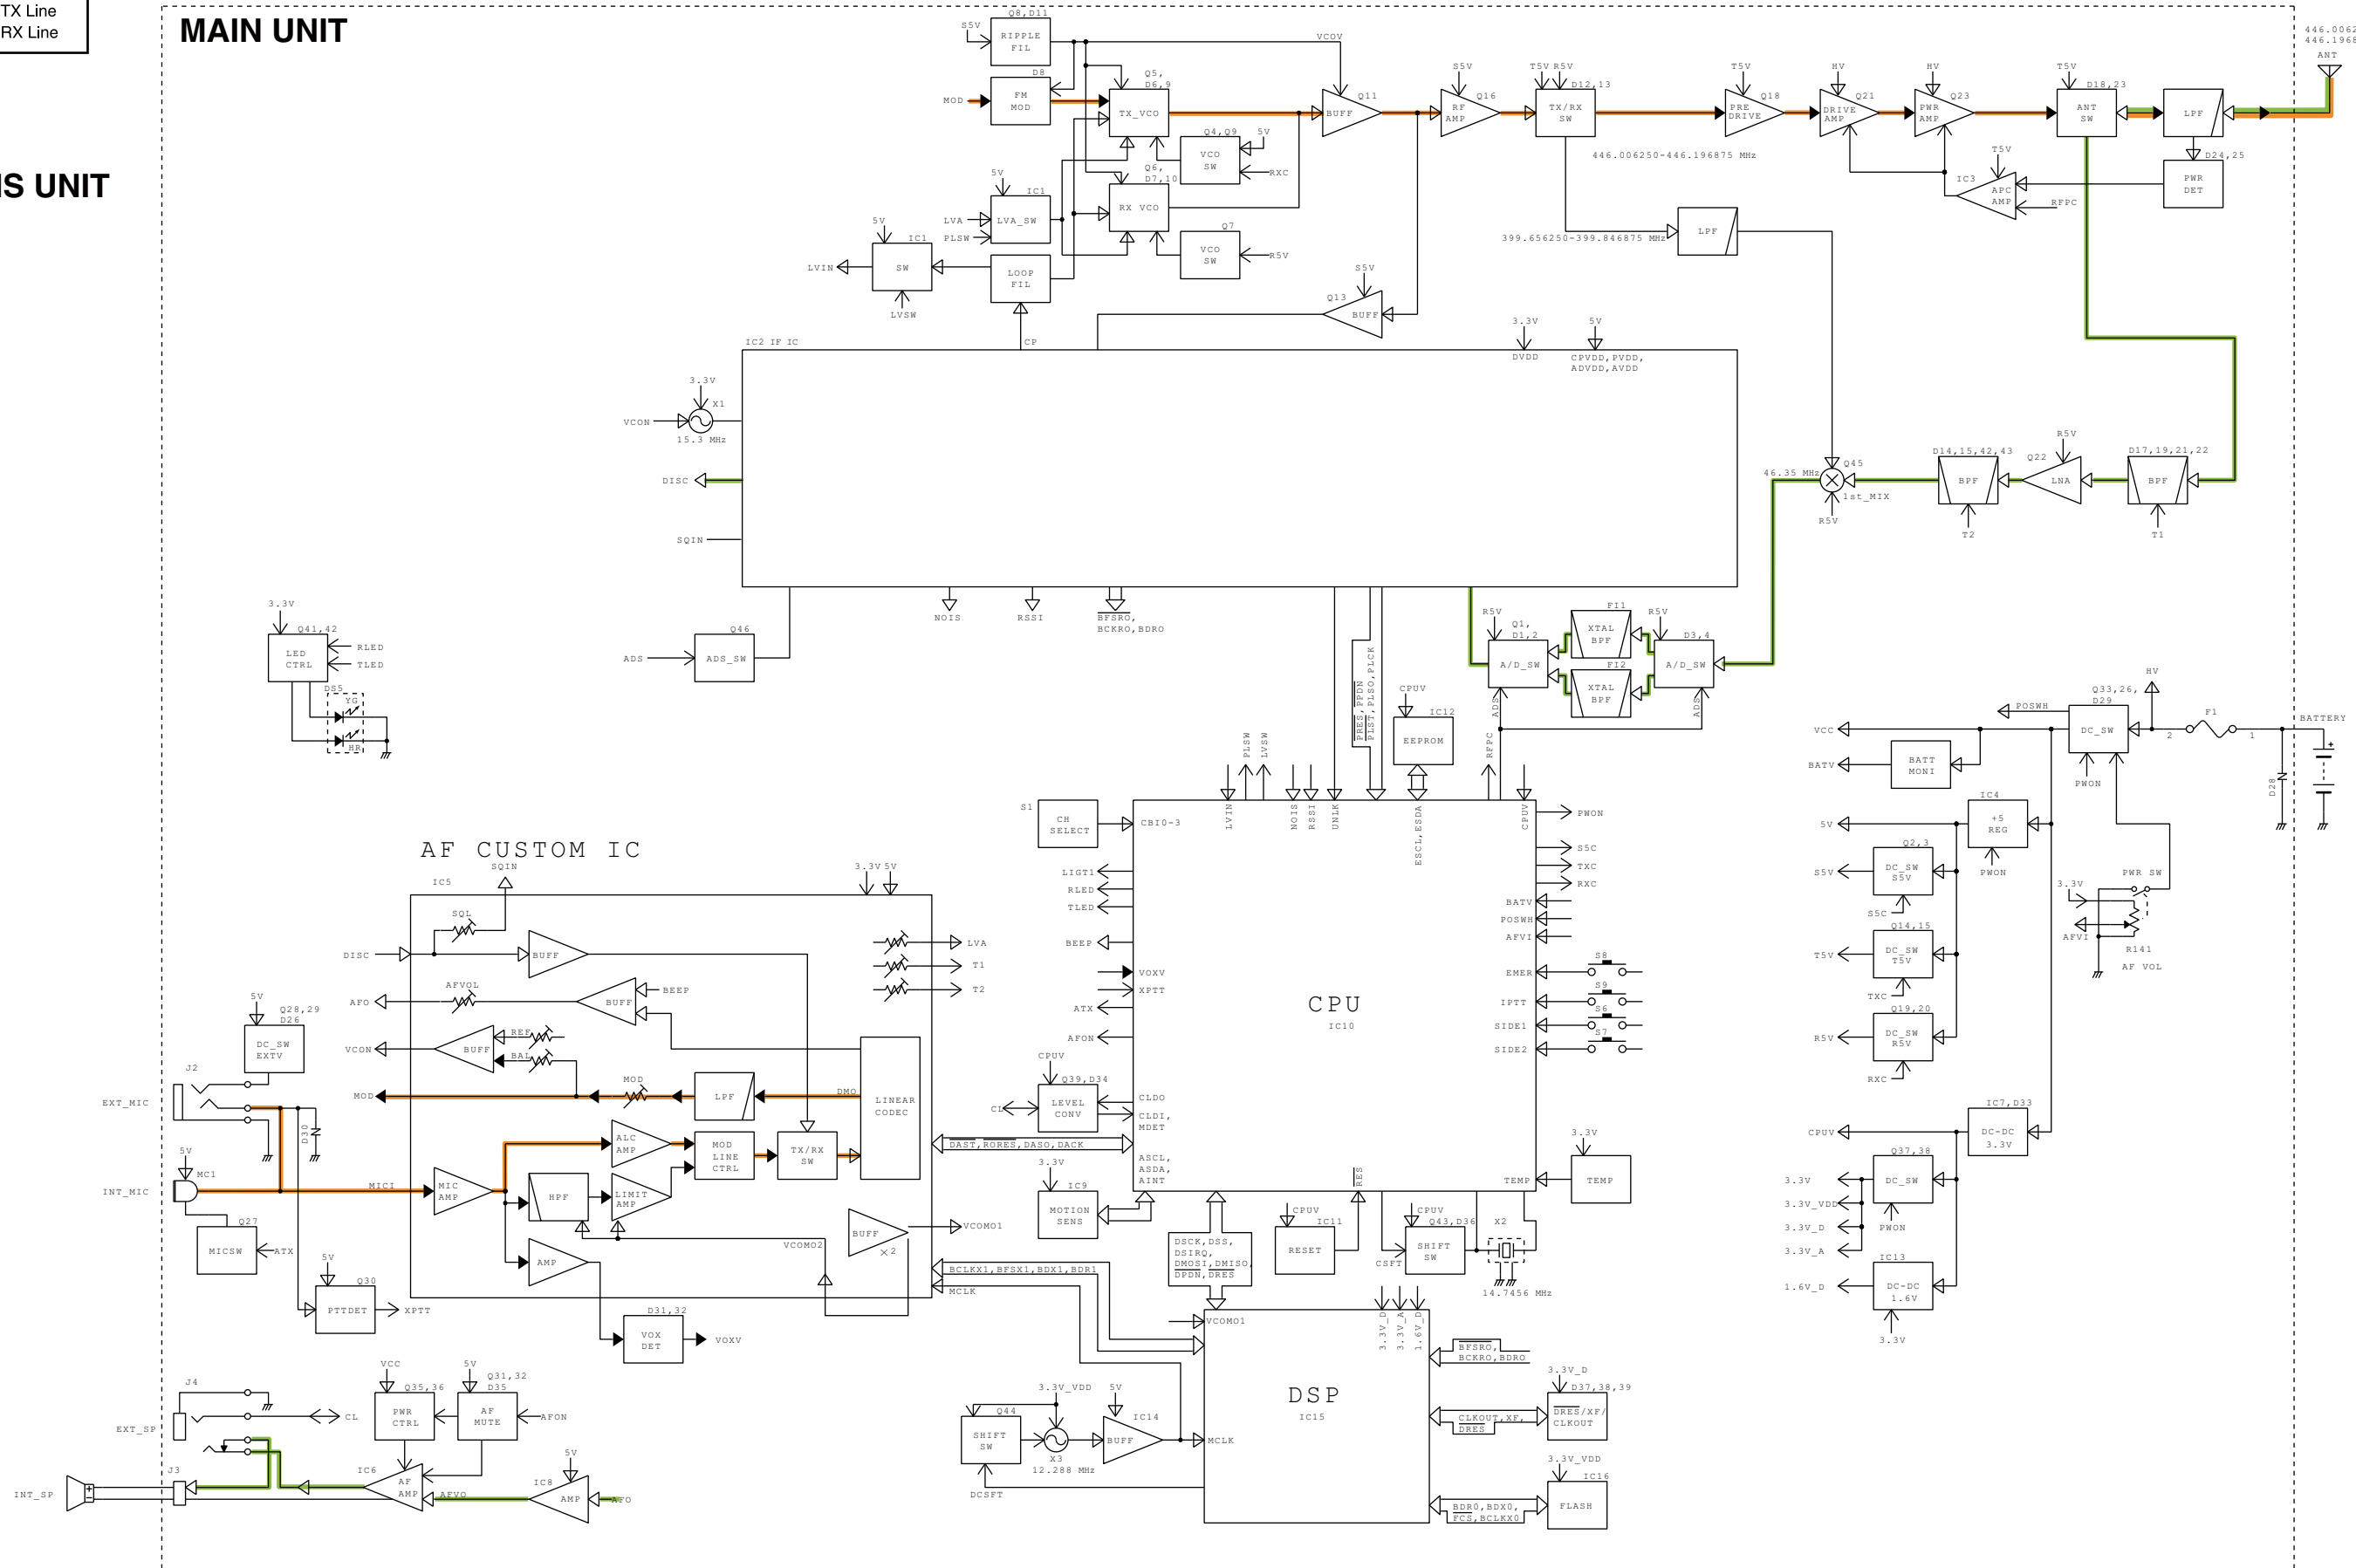 TX Line
RX Line
MAIN UNIT
IS UNIT
Q8,D11
S5V
RIPPLE
FIL
VCOV
D8
MOD
FM
MOD
Q5,
D6,9
TX_VCO
Q4,Q9
5V
VCO
SW
RXC
Q6,
D7,10
RX VCO
Q7
VCO
SW
R5V
5V
IC1
LVA
LVA_SW
PLSW
5V
IC1
LVIN
SW
LVSW
LOOP
FIL
Q11
BUFF
S5V
Q16
RF
AMP
T5V R5V
D12,13
TX/RX
SW
T5V
Q18
PRE
DRIVE
HV
Q21
DRIVE
AMP
HV
Q23
PWR
AMP
T5V
D18,23
ANT
SW
LPF
446.006
446.196
ANT
446.006250-446.196875 MHz
D24,25
PWR
DET
T5V
IC3
APC
AMP
RFPC
399.656250-399.846875 MHz
LPF
S5V
Q13
BUFF
IC2 IF IC
CP
3.3V
DVDD
5V
CPVDD,PVDD,
ADVDD,AVDD
3.3V
X1
VCON
15.3 MHz
DISC
SQIN
46.35 MHz
Q45
1st_MIX
R5V
D14,15,42,43
BPF
T2
R5V
Q22
LNA
D17,19,21,22
BPF
T1
NOIS
RSSI
BFSRO,
BCKRO,BDRO
Q46
ADS
ADS_SW
3.3V
Q41,42
LED
CTRL
RLED
TLED
DS5
YG
HR
R5V
Q1,
D1,2
A/D_SW
ADS
FI1
XTAL
BPF
FI2
XTAL
BPF
R5V
D3,4
A/D_SW
ADS
PRES,PPDN
PLST,PLSO,PLCK
CPUV
IC12
EEPROM
PLSW
LVSW
RFPC
POSWH
Q33,26,
D29
DC_SW
PWON
HV
F1
2
1
BATTERY
D28
VCC
BATV
BATT
MONI
IC4
+5
REG
PWON
5V
Q2,3
DC_SW
S5V
S5V
S5C
Q14,15
DC_SW
T5V
T5V
TXC
Q19,20
DC_SW
R5V
R5V
RXC
PWR SW
3.3V
AFVI
R141
AF VOL
IC7,D33
DC-DC
3.3V
CPUV
Q37,38
DC_SW
PWON
3.3V
3.3V_VDD
3.3V_D
3.3V_A
IC13
DC-DC
1.6V
1.6V_D
3.3V
S1
CH
SELECT
CBI0-3
LVIN
NOIS
RSSI
UNLK
ESCL,ESDA
CPUV
PWON
S5C
TXC
RXC
BATV
POSWH
AFVI
EMER
S8
IPTT
S9
SIDE1
S6
SIDE2
S7
LIGT1
RLED
TLED
BEEP
VOXV
XPTT
ATX
AFON
CPU
IC10
CPUV
Q39,D34
CL
LEVEL
CONV
CLDO
CLDI,
MDET
DAST,RORES,DASO,DACK
ASCL,
ASDA,
AINT
RES
TEMP
3.3V
TEMP
3.3V
IC9
MOTION
SENS
DSCK,DSS,
DSIRQ,
DMOSI,DMISO,
DPDN,DRES
CPUV
IC11
RESET
CPUV
Q43,D36
SHIFT
SW
CSFT
X2
14.7456 MHz
AF CUSTOM IC
SQIN
3.3V 5V
IC5
SQL
DISC
BUFF
LVA
T1
T2
AFO
AFVOL
BUFF
BEEP
VCON
BUFF
REF
BAL
MOD
MOD
LPF
DMO
LINEAR
CODEC
ALC
AMP
MOD
LINE
CTRL
TX/RX
SW
MIC
AMP
HPF
LIMIT
AMP
VCOMO2
BUFF
×2
VCOMO1
AMP
BCLKX1,BFSX1,BDX1,BDR1
MCLK
D31,32
VOX
DET
VOXV
5V
Q28,29
D26
DC_SW
EXTV
J2
EXT_MIC
D30
5V
MC1
INT_MIC
MICI
Q27
MICSW
ATX
5V
Q30
PTTDET
XPTT
J4
EXT_SP
CL
VCC
Q35,36
PWR
CTRL
5V
Q31,32
D35
AF
MUTE
AFON
J3
INT_SP
IC6
AF
AMP
AFVO
5V
IC8
AMP
AFO
VCOMO1
3.3V_D
3.3V_A
1.6V_D
DSP
IC15
MCLK
3.3V_VDD
Q44
SHIFT
SW
X3
12.288 MHz
DCSFT
5V
IC14
BUFF
BFSRO,
BCKRO,BDRO
3.3V_D
D37,38,39
DRES/XF/
CLKOUT
CLKOUT,XF,
DRES
3.3V_VDD
IC16
FLASH
BDR0,BDX0,
FCS,BCLKX0